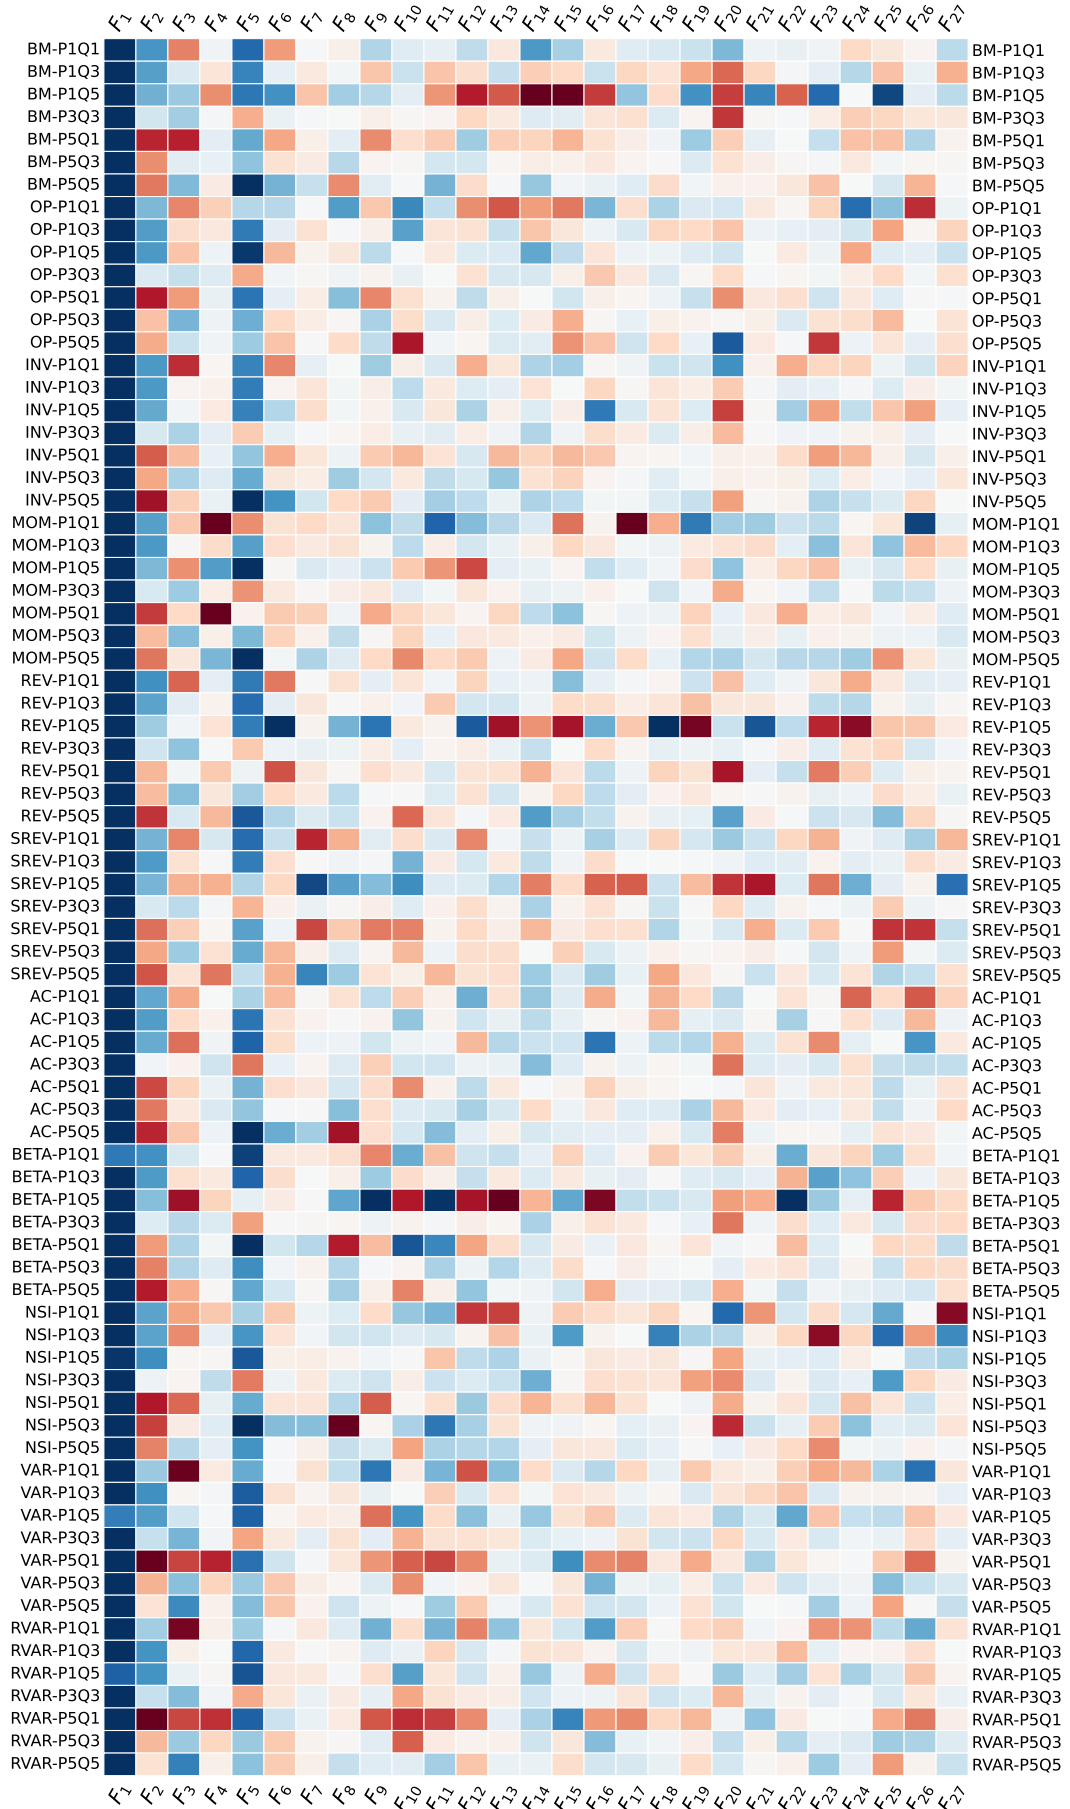 F1 F2 F3 F4 F5 F6 F7 F8 F9 F10 F11 F12 F13 F14 F15 F16 F17 F18 F19 F20 F21 F22 F23 F24 F25 F26 F27
BM-P1Q1 BM-P1Q1
BM-P1Q3 BM-P1Q3
BM-P1Q5 BM-P1Q5
BM-P3Q3 BM-P3Q3
BM-P5Q1 BM-P5Q1
BM-P5Q3 BM-P5Q3
BM-P5Q5 BM-P5Q5
OP-P1Q1 OP-P1Q1
OP-P1Q3 OP-P1Q3
OP-P1Q5 OP-P1Q5
OP-P3Q3 OP-P3Q3
OP-P5Q1 OP-P5Q1
OP-P5Q3 OP-P5Q3
OP-P5Q5 OP-P5Q5
INV-P1Q1 INV-P1Q1
INV-P1Q3 INV-P1Q3
INV-P1Q5 INV-P1Q5
INV-P3Q3 INV-P3Q3
INV-P5Q1 INV-P5Q1
INV-P5Q3 INV-P5Q3
INV-P5Q5 INV-P5Q5
MOM-P1Q1 MOM-P1Q1
MOM-P1Q3 MOM-P1Q3
MOM-P1Q5 MOM-P1Q5
MOM-P3Q3 MOM-P3Q3
MOM-P5Q1 MOM-P5Q1
MOM-P5Q3 MOM-P5Q3
MOM-P5Q5 MOM-P5Q5
REV-P1Q1 REV-P1Q1
REV-P1Q3 REV-P1Q3
REV-P1Q5 REV-P1Q5
REV-P3Q3 REV-P3Q3
REV-P5Q1 REV-P5Q1
REV-P5Q3 REV-P5Q3
REV-P5Q5 REV-P5Q5
SREV-P1Q1 SREV-P1Q1
SREV-P1Q3 SREV-P1Q3
SREV-P1Q5 SREV-P1Q5
SREV-P3Q3 SREV-P3Q3
SREV-P5Q1 SREV-P5Q1
SREV-P5Q3 SREV-P5Q3
SREV-P5Q5 SREV-P5Q5
AC-P1Q1 AC-P1Q1
AC-P1Q3 AC-P1Q3
AC-P1Q5 AC-P1Q5
AC-P3Q3 AC-P3Q3
AC-P5Q1 AC-P5Q1
AC-P5Q3 AC-P5Q3
AC-P5Q5 AC-P5Q5
BETA-P1Q1 BETA-P1Q1
BETA-P1Q3 BETA-P1Q3
BETA-P1Q5 BETA-P1Q5
BETA-P3Q3 BETA-P3Q3
BETA-P5Q1 BETA-P5Q1
BETA-P5Q3 BETA-P5Q3
BETA-P5Q5 BETA-P5Q5
NSI-P1Q1 NSI-P1Q1
NSI-P1Q3 NSI-P1Q3
NSI-P1Q5 NSI-P1Q5
NSI-P3Q3 NSI-P3Q3
NSI-P5Q1 NSI-P5Q1
NSI-P5Q3 NSI-P5Q3
NSI-P5Q5 NSI-P5Q5
VAR-P1Q1 VAR-P1Q1
VAR-P1Q3 VAR-P1Q3
VAR-P1Q5 VAR-P1Q5
VAR-P3Q3 VAR-P3Q3
VAR-P5Q1 VAR-P5Q1
VAR-P5Q3 VAR-P5Q3
VAR-P5Q5 VAR-P5Q5
RVAR-P1Q1 RVAR-P1Q1
RVAR-P1Q3 RVAR-P1Q3
RVAR-P1Q5 RVAR-P1Q5
RVAR-P3Q3 RVAR-P3Q3
RVAR-P5Q1 RVAR-P5Q1
RVAR-P5Q3 RVAR-P5Q3
RVAR-P5Q5 RVAR-P5Q5
F1 F2 F3 F4 F5 F6 F7 F8 F9 F10 F11 F12 F13 F14 F15 F16 F17 F18 F19 F20 F21 F22 F23 F24 F25 F26 F27